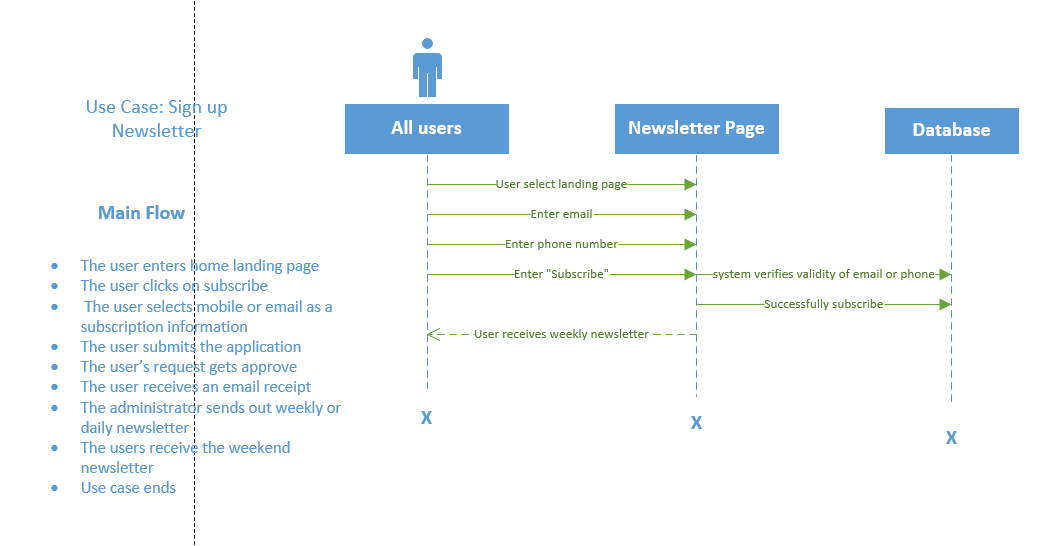 Use Case: Sign up
Newsletter
Main Flow
• The user enters home landing page
• The user clicks on subscribe
• The user selects mobile or email as a
subscription information
• The user submits the application
• The user’s request gets approve
• The user receives an email receipt
• The administrator sends out weekly or
daily newsletter
• The users receive the weekend
newsletter
• Use case ends
All users
Newsletter Page
Database
User select landing page
Enter email
Enter phone number
Enter "Subscribe"
system verifies validity of email or phone
Successfully subscribe
User receives weekly newsletter
X
X
X